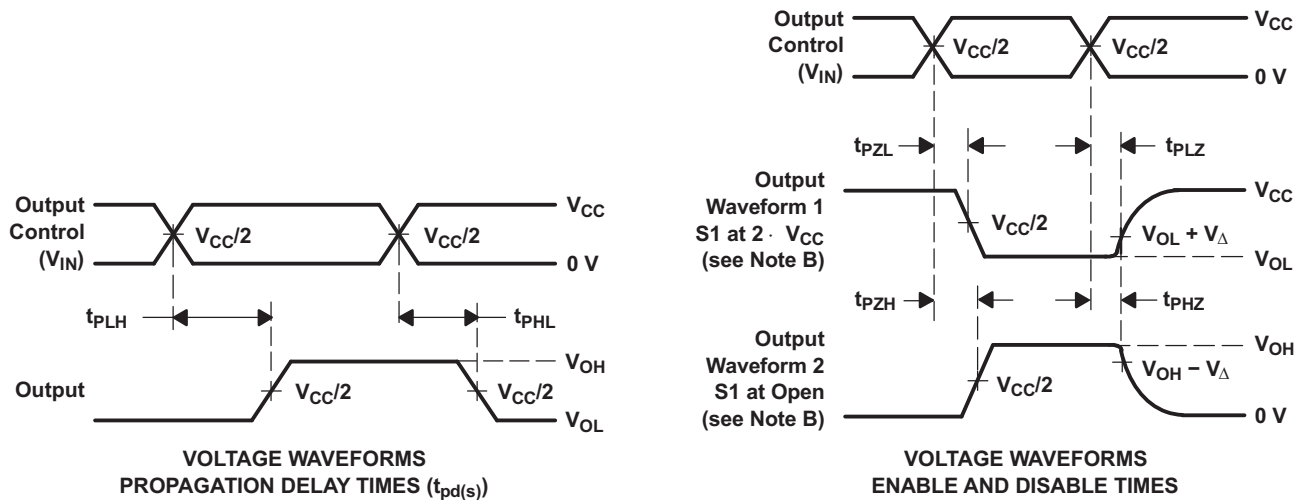 Output
Control
(VIN)
VCC/2
VCC/2
VCC
0 V
tPLH
tPHL
Output
VCC/2
VCC/2
VOH
VOL
VOLTAGE WAVEFORMS
PROPAGATION DELAY TIMES (tpd(s))
Output
Control
(VIN)
VCC/2
VCC/2
VCC
0 V
tPZL
tPLZ
Output
Waveform 1
S1 at 2 · VCC
(see Note B)
VCC/2
VCC
VOL + VΔ
VOL
tPZH
tPHZ
Output
Waveform 2
S1 at Open
(see Note B)
VCC/2
VOH
VOH − VΔ
0 V
VOLTAGE WAVEFORMS
ENABLE AND DISABLE TIMES